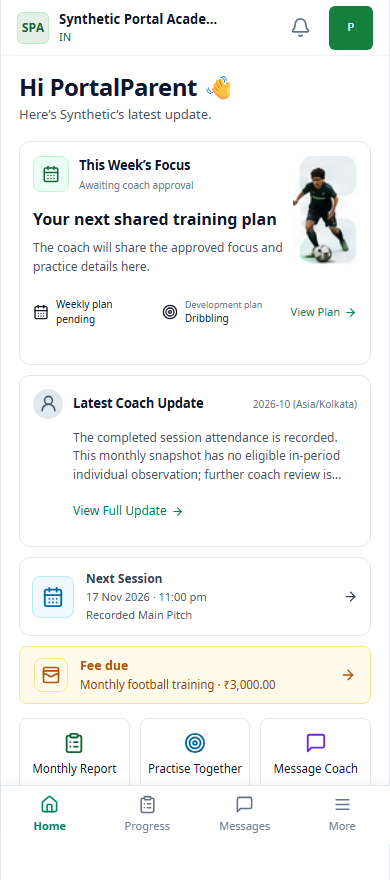 SPA
Synthetic Portal Acade...
IN
P
Hi PortalParent 👋
Here's Synthetic's latest update.
This Week's Focus
Awaiting coach approval
Your next shared training plan
The coach will share the approved focus and
practice details here.
Weekly plan
pending
Development plan
Dribbling
View Plan →
Latest Coach Update
2026-10 (Asia/Kolkata)
The completed session attendance is recorded.
This monthly snapshot has no eligible in-period
individual observation; further coach review is...
View Full Update →
Next Session
17 Nov 2026 · 11:00 pm
Recorded Main Pitch
Fee due
Monthly football training · ₹3,000.00
Monthly Report
Practise Together
Message Coach
Home
Progress
Messages
More